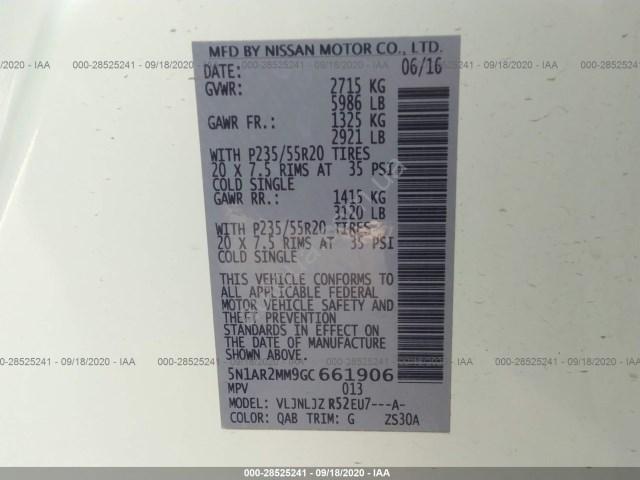 MFD BY NISSAN MOTOR CO., LTD.
DATE: 06/16
GVWR: 2715 KG
5986 LB
GAWR FR.: 1325 KG
2921 LB
WITH P235/55R20 TIRES
20 X 7.5 RIMS AT 35 PSI
COLD SINGLE
GAWR RR.: 1415 KG
3120 LB
WITH P235/55R20 TIRES
20 X 7.5 RIMS AT 35 PSI
COLD SINGLE
THIS VEHICLE CONFORMS TO
ALL APPLICABLE FEDERAL
MOTOR VEHICLE SAFETY AND
THEFT PREVENTION
STANDARDS IN EFFECT ON
THE DATE OF MANUFACTURE
SHOWN ABOVE.
5N1AR2MM9GC661906
MPV 013
MODEL: VLJNLJZ R52EU7---A-
COLOR: QAB TRIM: G ZS30A
000-28525241 - 09/18/2020 - IAA